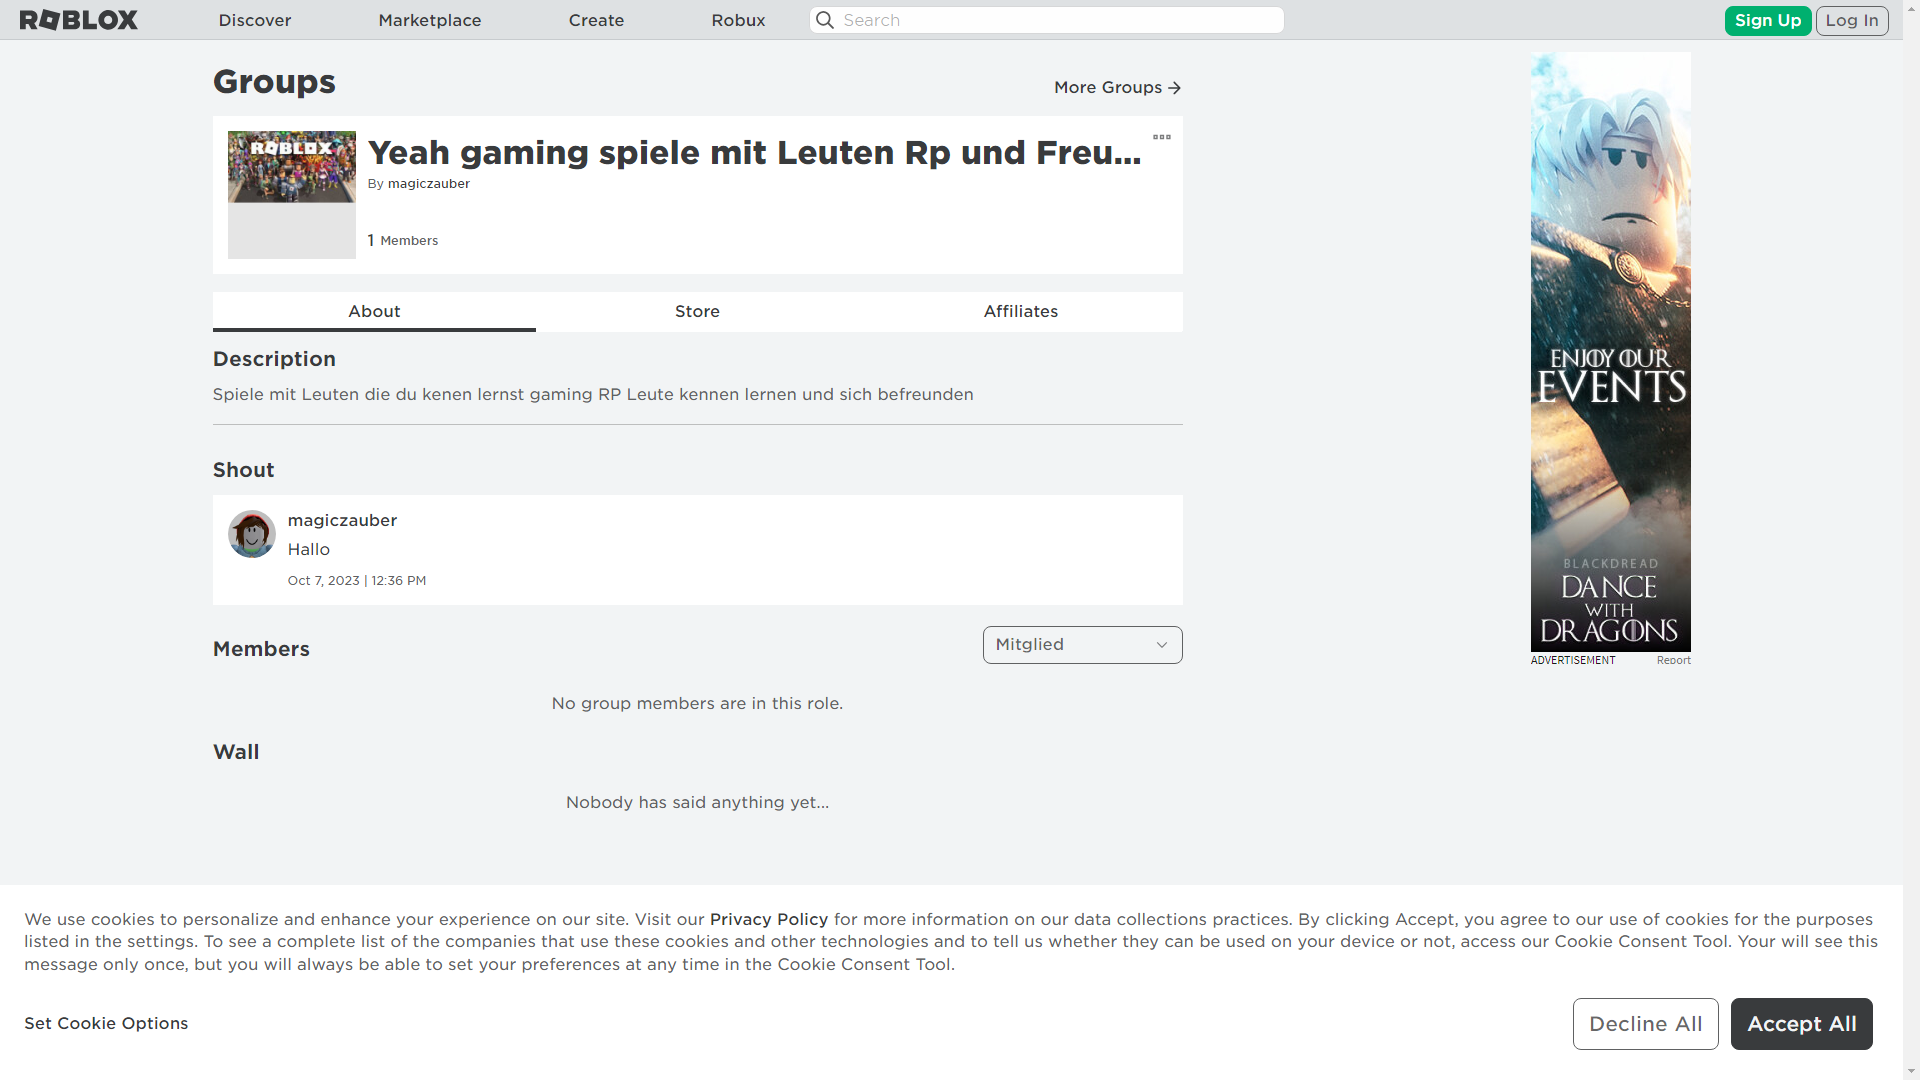 ROBLOX
Discover
Marketplace
Create
Robux
Search
Sign Up
Log In
Groups
More Groups
ROBLOX
Yeah gaming spiele mit Leuten Rp und Freu...
By magiczauber
1 Members
About
Store
Affiliates
Description
Spiele mit Leuten die du kenen lernst gaming RP Leute kennen lernen und sich befreunden
Shout
magiczauber
Hallo
Oct 7, 2023 | 12:36 PM
Members
Mitglied
No group members are in this role.
Wall
Nobody has said anything yet...
ENJOY OUR
EVENTS
BLACKDREAD
DANCE
WITH
DRAGONS
ADVERTISEMENT
Report
We use cookies to personalize and enhance your experience on our site. Visit our Privacy Policy for more information on our data collections practices. By clicking Accept, you agree to our use of cookies for the purposes
listed in the settings. To see a complete list of the companies that use these cookies and other technologies and to tell us whether they can be used on your device or not, access our Cookie Consent Tool. Your will see this
message only once, but you will always be able to set your preferences at any time in the Cookie Consent Tool.
Set Cookie Options
Decline All
Accept All